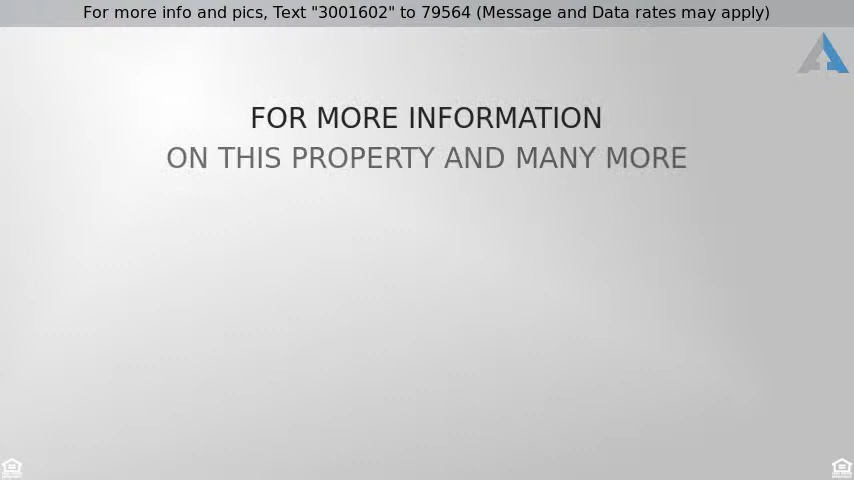 For more info and pics, Text "3001602" to 79564 (Message and Data rates may apply)
FOR MORE INFORMATION
ON THIS PROPERTY AND MANY MORE